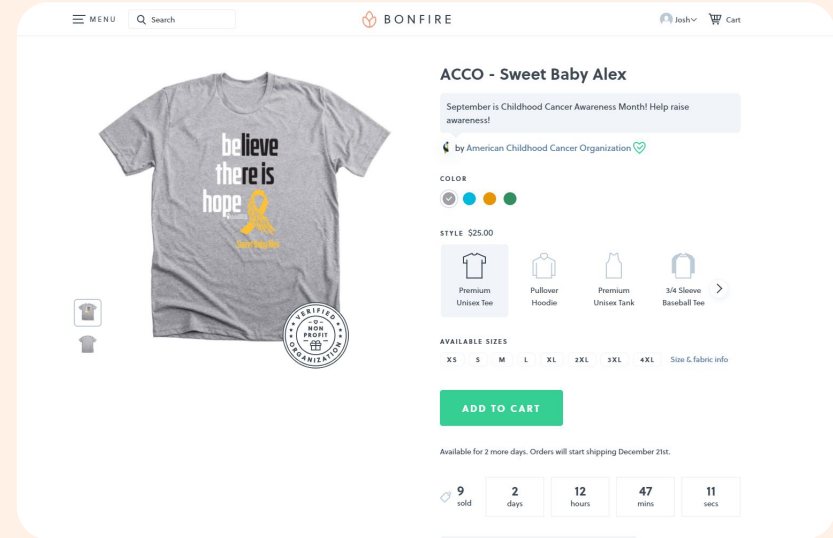 MENU
Search
BONFIRE
Josh
Cart
ACCO - Sweet Baby Alex
September is Childhood Cancer Awareness Month! Help raise
awareness!
by American Childhood Cancer Organization
COLOR
STYLE $25.00
Premium
Unisex Tee
Pullover
Hoodie
Premium
Unisex Tank
3/4 Sleeve
Baseball Tee
AVAILABLE SIZES
XS S M L XL 2XL 3XL 4XL Size & fabric info
ADD TO CART
Available for 2 more days. Orders will start shipping December 21st.
9
sold
2
days
12
hours
47
mins
11
secs
believe
there is
hope
Sweet Baby Alex
VERIFIED
NON
PROFIT
ORGANIZATION